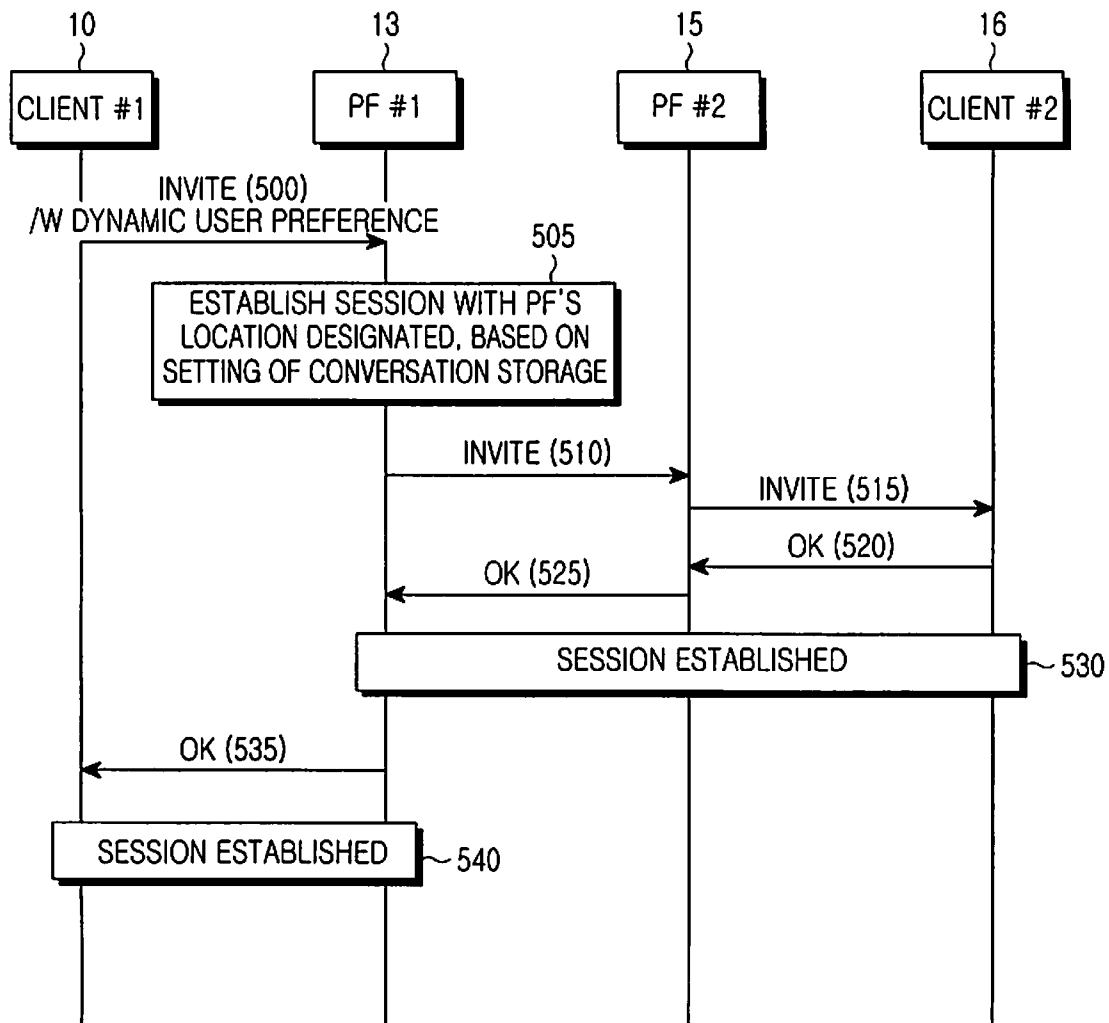 10
13
15
16
CLIENT #1
PF #1
PF #2
CLIENT #2
INVITE (500)
/W DYNAMIC USER PREFERENCE
505
ESTABLISH SESSION WITH PF'S
LOCATION DESIGNATED, BASED ON
SETTING OF CONVERSATION STORAGE
INVITE (510)
INVITE (515)
OK (520)
OK (525)
SESSION ESTABLISHED
530
OK (535)
SESSION ESTABLISHED
540